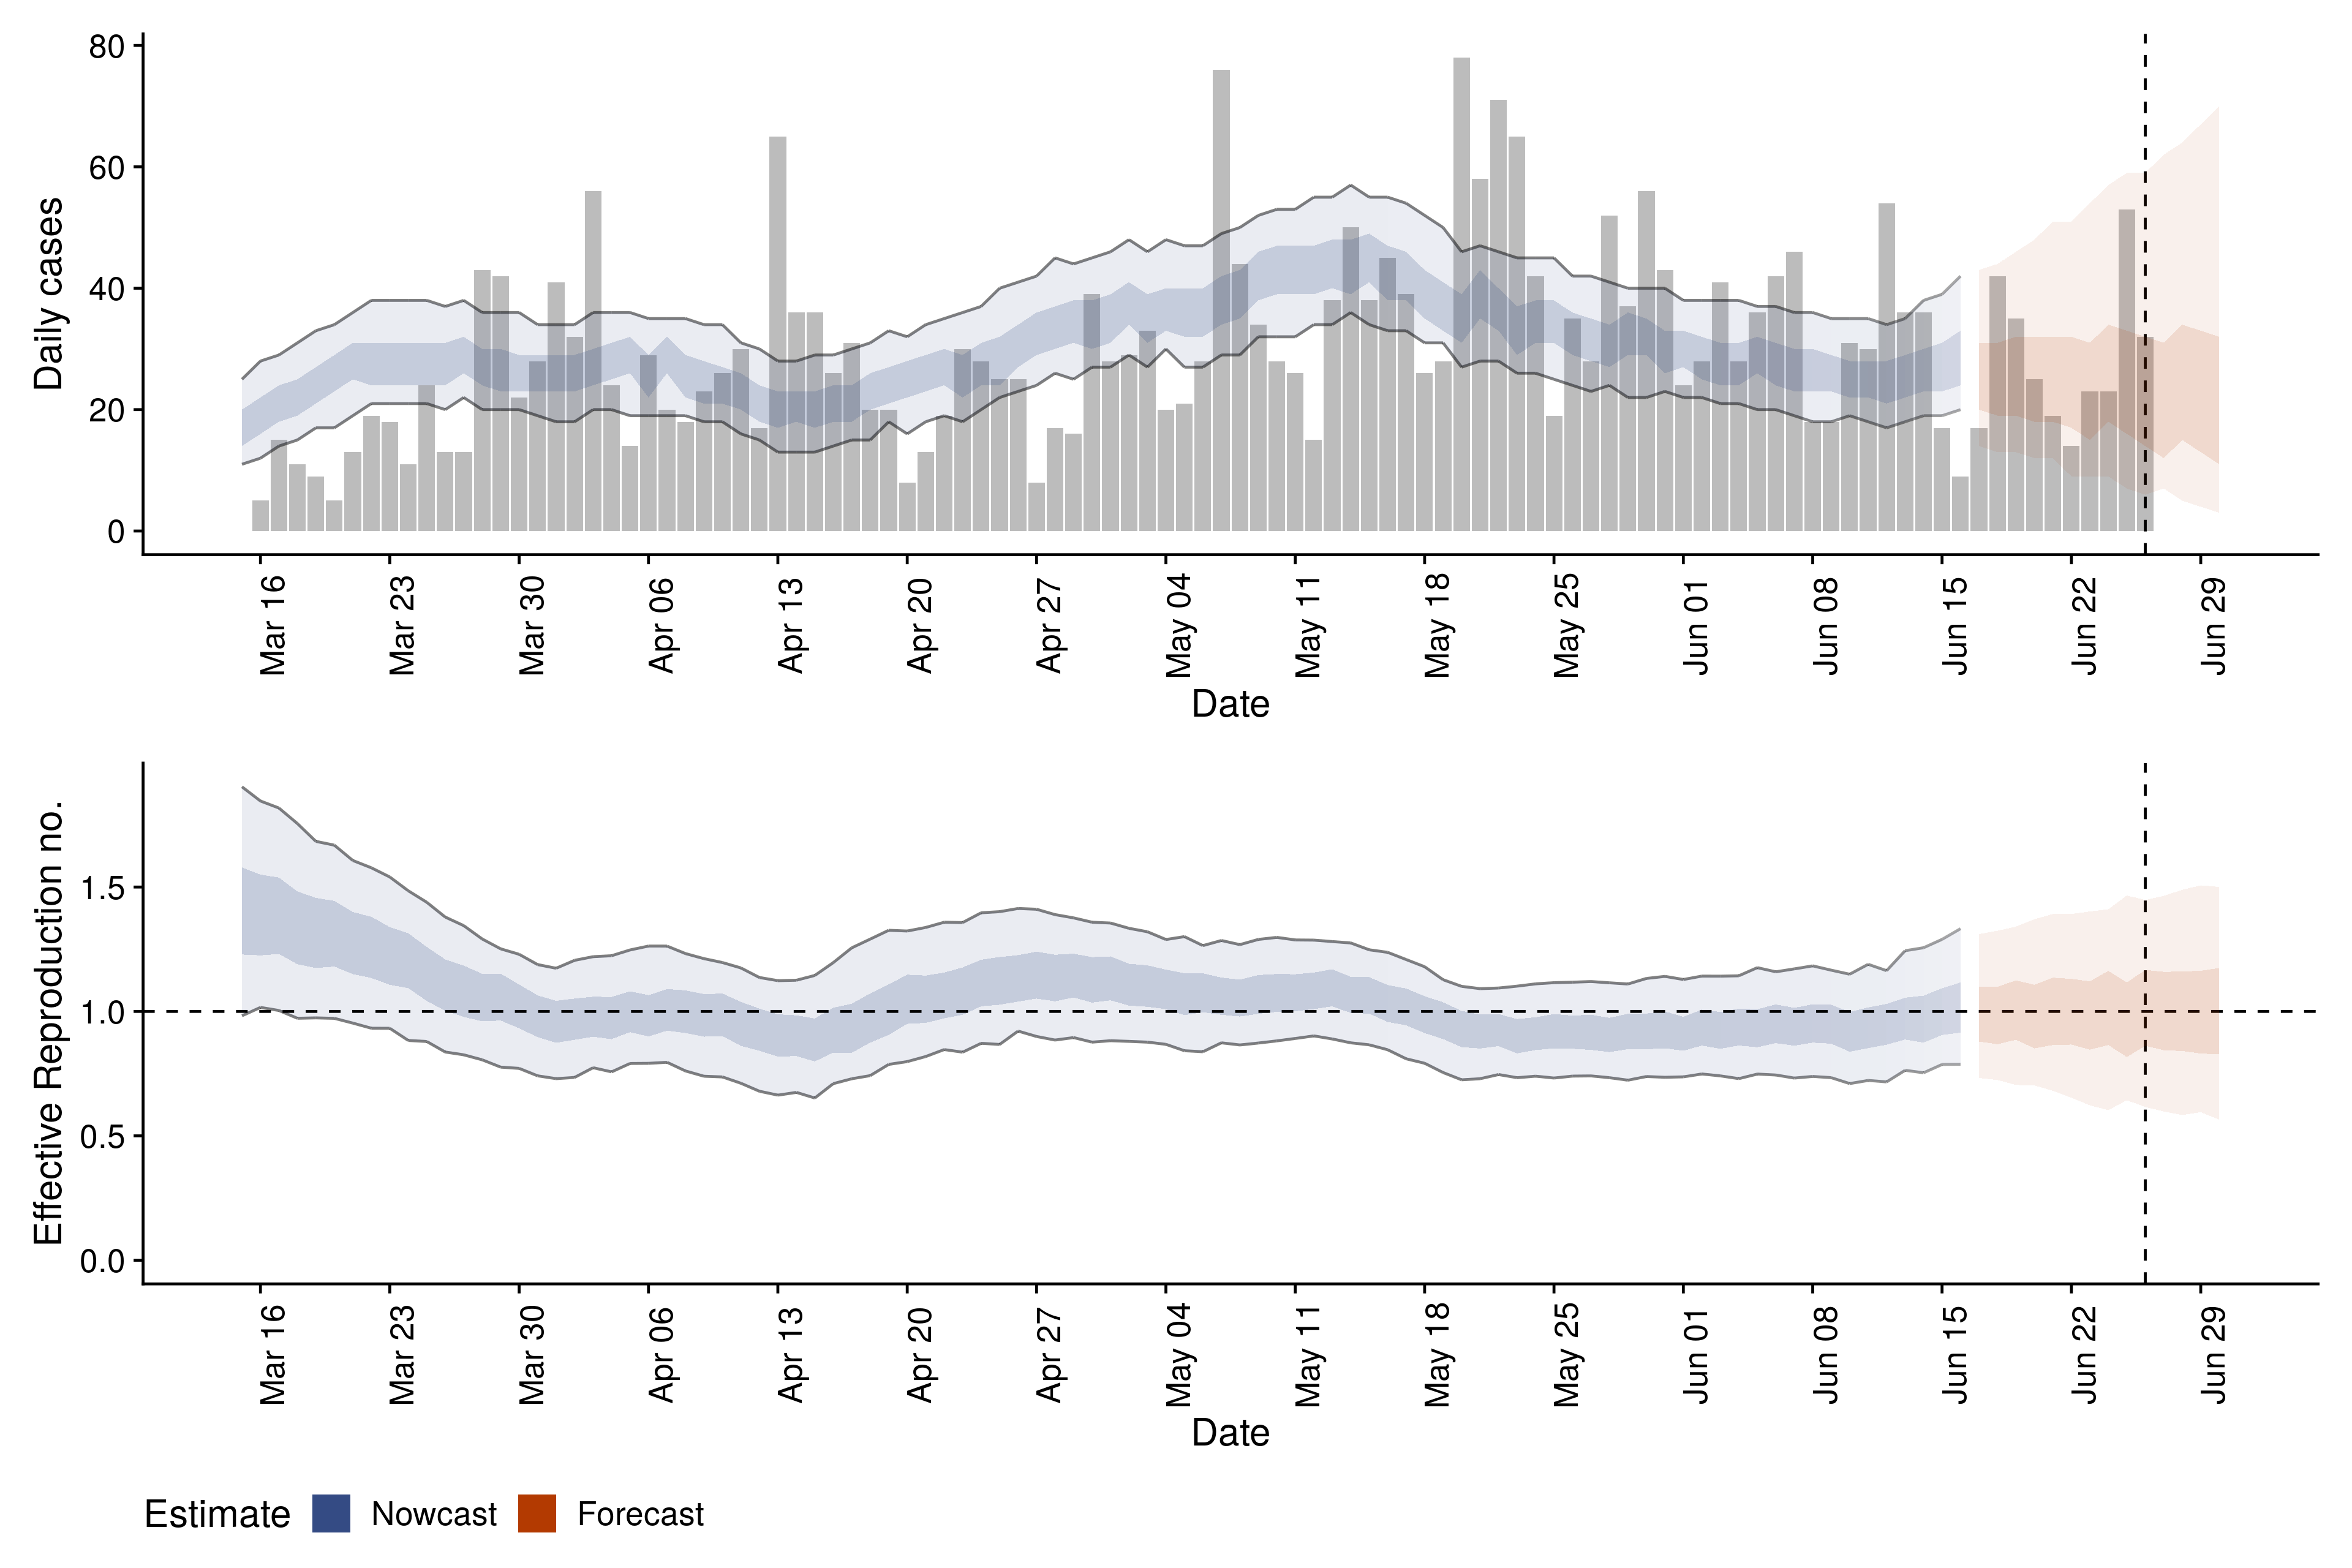 Daily cases
80
60
40
20
0
Mar 16
Mar 23
Mar 30
Apr 06
Apr 13
Apr 20
Apr 27
May 04
May 11
May 18
May 25
Jun 01
Jun 08
Jun 15
Jun 22
Jun 29
Date
Effective Reproduction no.
1.5
1.0
0.5
0.0
Mar 16
Mar 23
Mar 30
Apr 06
Apr 13
Apr 20
Apr 27
May 04
May 11
May 18
May 25
Jun 01
Jun 08
Jun 15
Jun 22
Jun 29
Date
Estimate Nowcast Forecast